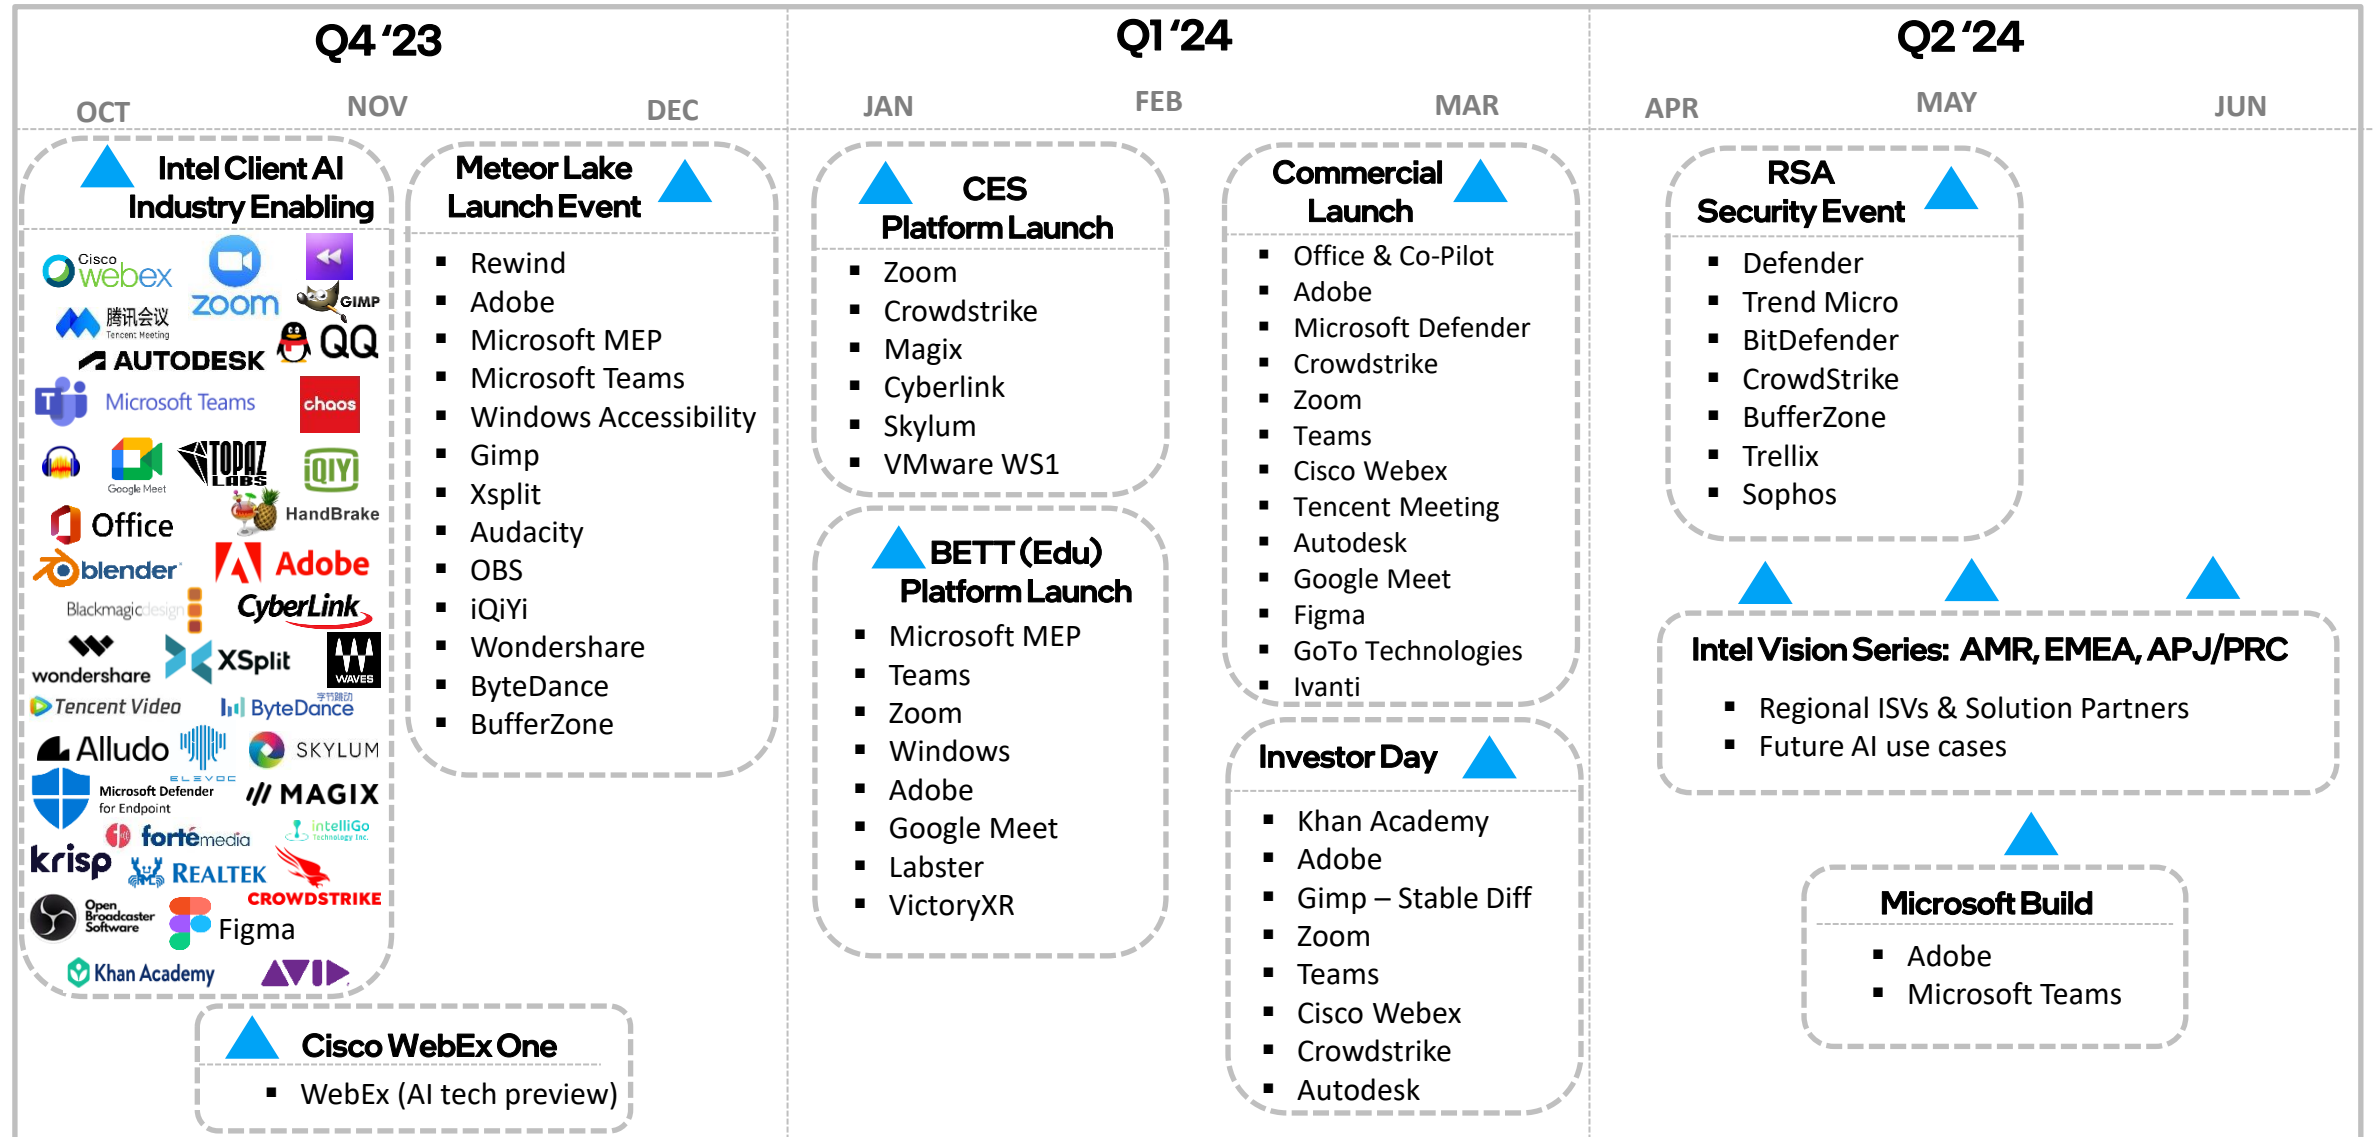 Q4 ‘23
Q1 ‘24
Q2 ‘24
OCT
NOV
DEC
JAN
FEB
MAR
APR
MAY
JUN
Intel Client AI
Industry Enabling
Cisco
webex
zoom
GIMP
腾讯会议
Tencent Meeting
QQ
AUTODESK
Microsoft Teams
chaos
Google Meet
TOPAZ
LABS
iQIYI
Office
HandBrake
blender
Adobe
Blackmagicdesign
CyberLink
wondershare
XSplit
WAVES
Tencent Video
字节跳动
ByteDance
Alludo
ELEVOC
SKYLUM
Microsoft Defender
for Endpoint
MAGIX
fortémedia
intelliGo
Technology Inc.
krisp
REALTEK
CROWDSTRIKE
Open
Broadcaster
Software
Figma
Khan Academy
AVID
Cisco WebEx One
▪ WebEx (AI tech preview)
Meteor Lake
Launch Event
▪ Rewind
▪ Adobe
▪ Microsoft MEP
▪ Microsoft Teams
▪ Windows Accessibility
▪ Gimp
▪ Xsplit
▪ Audacity
▪ OBS
▪ iQiYi
▪ Wondershare
▪ ByteDance
▪ BufferZone
CES
Platform Launch
▪ Zoom
▪ Crowdstrike
▪ Magix
▪ Cyberlink
▪ Skylum
▪ VMware WS1
BETT (Edu)
Platform Launch
▪ Microsoft MEP
▪ Teams
▪ Zoom
▪ Windows
▪ Adobe
▪ Google Meet
▪ Labster
▪ VictoryXR
Commercial
Launch
▪ Office & Co-Pilot
▪ Adobe
▪ Microsoft Defender
▪ Crowdstrike
▪ Zoom
▪ Teams
▪ Cisco Webex
▪ Tencent Meeting
▪ Autodesk
▪ Google Meet
▪ Figma
▪ GoTo Technologies
▪ Ivanti
Investor Day
▪ Khan Academy
▪ Adobe
▪ Gimp – Stable Diff
▪ Zoom
▪ Teams
▪ Cisco Webex
▪ Crowdstrike
▪ Autodesk
RSA
Security Event
▪ Defender
▪ Trend Micro
▪ BitDefender
▪ CrowdStrike
▪ BufferZone
▪ Trellix
▪ Sophos
Intel Vision Series: AMR, EMEA, APJ/PRC
▪ Regional ISVs & Solution Partners
▪ Future AI use cases
Microsoft Build
▪ Adobe
▪ Microsoft Teams